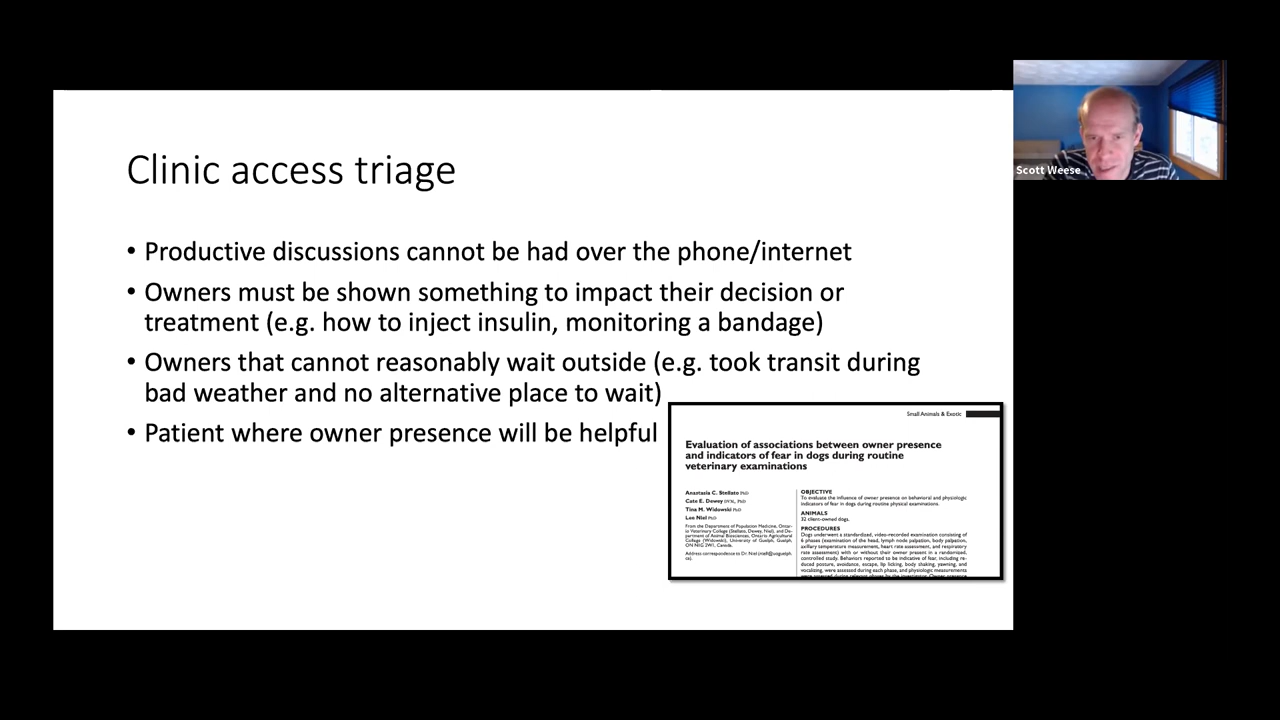 Clinic access triage
• Productive discussions cannot be had over the phone/internet
• Owners must be shown something to impact their decision or
treatment (e.g. how to inject insulin, monitoring a bandage)
• Owners that cannot reasonably wait outside (e.g. took transit during
bad weather and no alternative place to wait)
• Patient where owner presence will be helpful
Small Animals & Exotic
Evaluation of associations between owner presence
and indicators of fear in dogs during routine
veterinary examinations
Anastasia C. Stellato PhD
Cate E. Dewey DVM, PhD
Tina M. Widowski PhD
Lee Niel PhD
From the Department of Population Medicine, Ontar-
io Veterinary College (Stellato, Dewey, Niel), and De-
partment of Animal Biosciences, Ontario Agricultural
College (Widowski), University of Guelph, Guelph,
ON N1G 2W1, Canada.
Address correspondence to Dr. Niel (niell@uoguelph.
ca).
OBJECTIVE
To evaluate the influence of owner presence on behavioral and physiologic
indicators of fear in dogs during routine physical examinations.
ANIMALS
32 client-owned dogs.
PROCEDURES
Dogs underwent a standardized, video-recorded examination consisting of
6 phases (examination of the head, lymph node palpation, body palpation,
axillary temperature measurement, heart rate assessment, and respiratory
rate assessment) with or without their owner present in a randomized,
controlled study. Behaviors reported to be indicative of fear, including re-
duced posture, avoidance, escape, lip licking, body shaking, yawning, and
vocalizing, were assessed during each phase, and physiologic measurements
Scott Weese